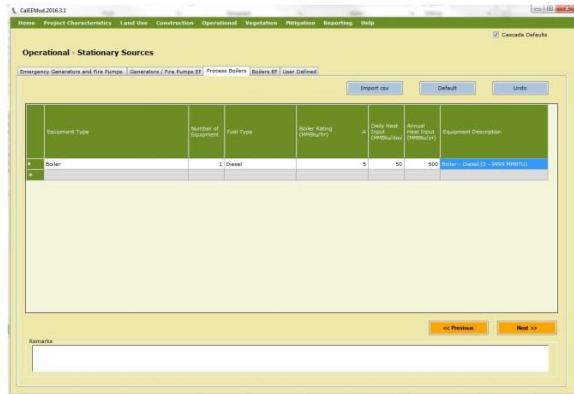 CalEEMod.2016.3.1
Home Project Characteristics Land Use Construction Operational Vegetation Mitigation Reporting Help
Cascade Defaults
Operational - Stationary Sources
Emergency Generators and Fire Pumps Generators / Fire Pumps EF Process Boilers Boilers EF User Defined
Import csv Default Undo
Equipment Type
Number of Equipment
Fuel Type
Boiler Rating (MMBtu/hr)
Daily Heat Input (MMBtu/day
Annual Heat Input (MMBtu/yr)
Equipment Description
Boiler 1 Diesel 5 50 600 Boiler - Diesel (0 - 9999 MMBTU)
<< Previous Next >>
Remarks